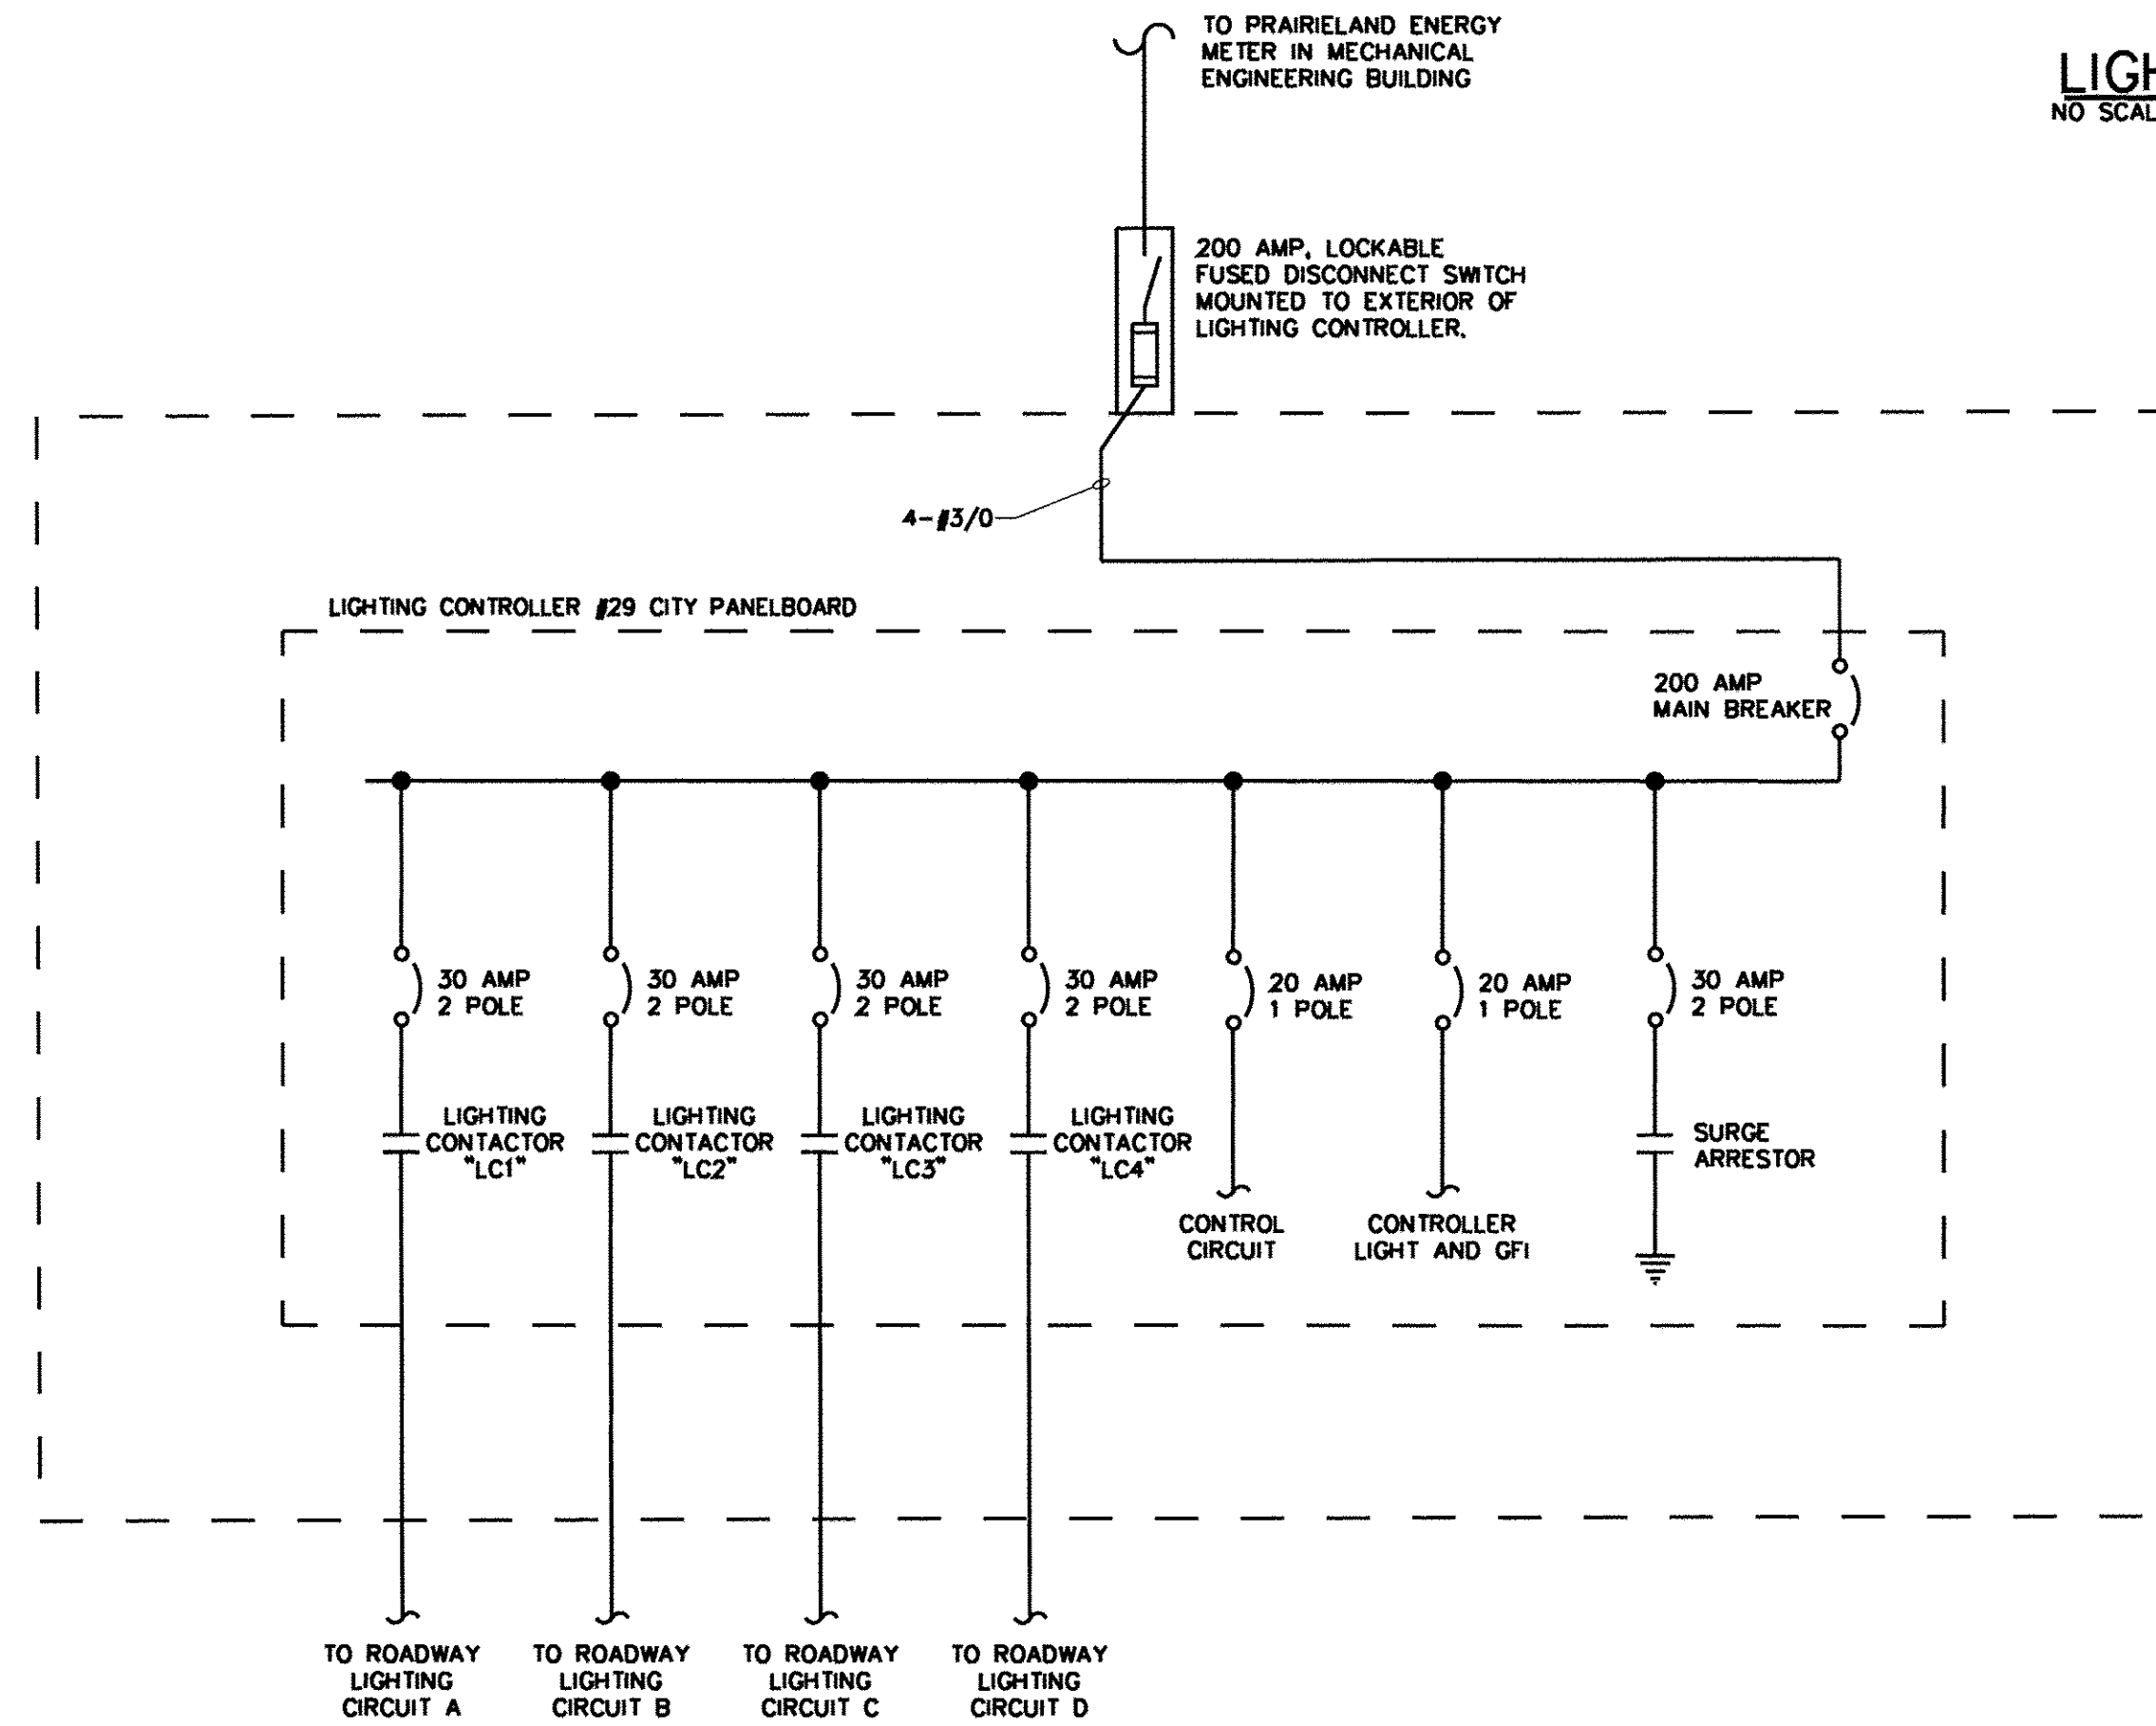 TO PRAIRIELAND ENERGY
METER IN MECHANICAL
ENGINEERING BUILDING
LIGH
NO SCAL
200 AMP, LOCKABLE
FUSED DISCONNECT SWITCH
MOUNTED TO EXTERIOR OF
LIGHTING CONTROLLER.
4-#3/0
LIGHTING CONTROLLER #29 CITY PANELBOARD
200 AMP
MAIN BREAKER
30 AMP
2 POLE
30 AMP
2 POLE
30 AMP
2 POLE
30 AMP
2 POLE
20 AMP
1 POLE
20 AMP
1 POLE
30 AMP
2 POLE
LIGHTING
CONTACTOR
"LC1"
LIGHTING
CONTACTOR
"LC2"
LIGHTING
CONTACTOR
"LC3"
LIGHTING
CONTACTOR
"LC4"
SURGE
ARRESTOR
CONTROL
CIRCUIT
CONTROLLER
LIGHT AND GFI
TO ROADWAY
LIGHTING
CIRCUIT A
TO ROADWAY
LIGHTING
CIRCUIT B
TO ROADWAY
LIGHTING
CIRCUIT C
TO ROADWAY
LIGHTING
CIRCUIT D